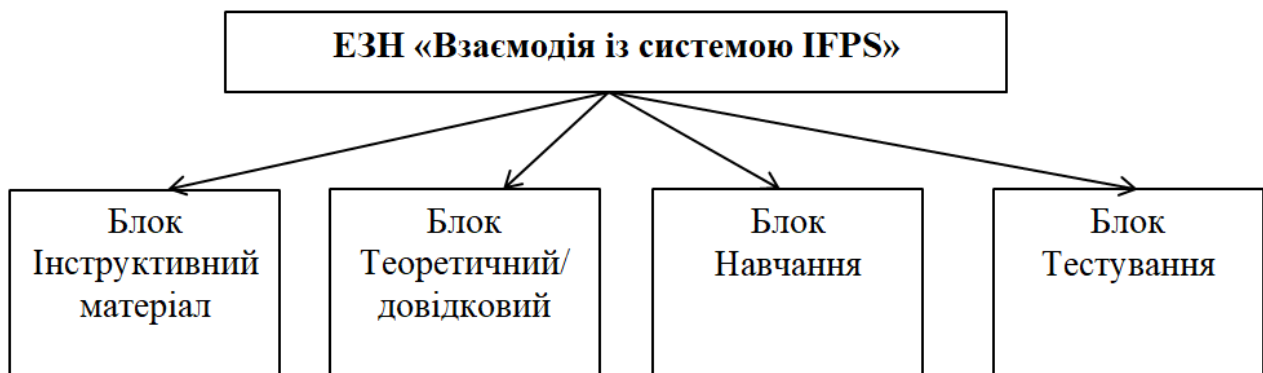 ЕЗН «Взаємодія із системою IFPS»
Блок
Інструктивний
матеріал
Блок
Теоретичний/
довідковий
Блок
Навчання
Блок
Тестування